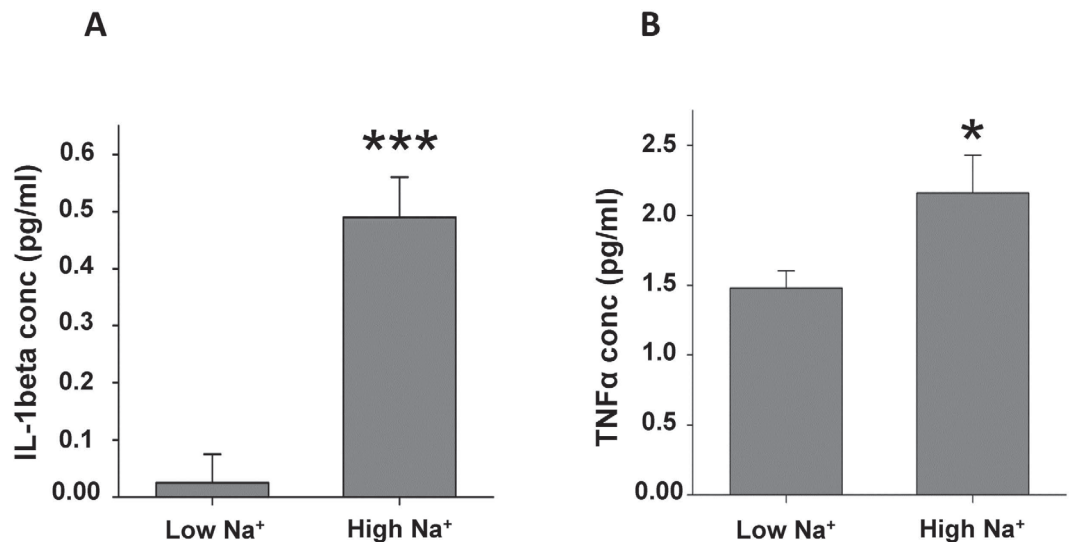 A
IL-1beta conc (pg/ml)
0.6
0.5
0.4
0.3
0.2
0.1
0.00
***
Low Na⁺
High Na⁺
B
TNFα conc (pg/ml)
2.5
2.0
1.5
1.0
0.5
0.00
*
Low Na⁺
High Na⁺